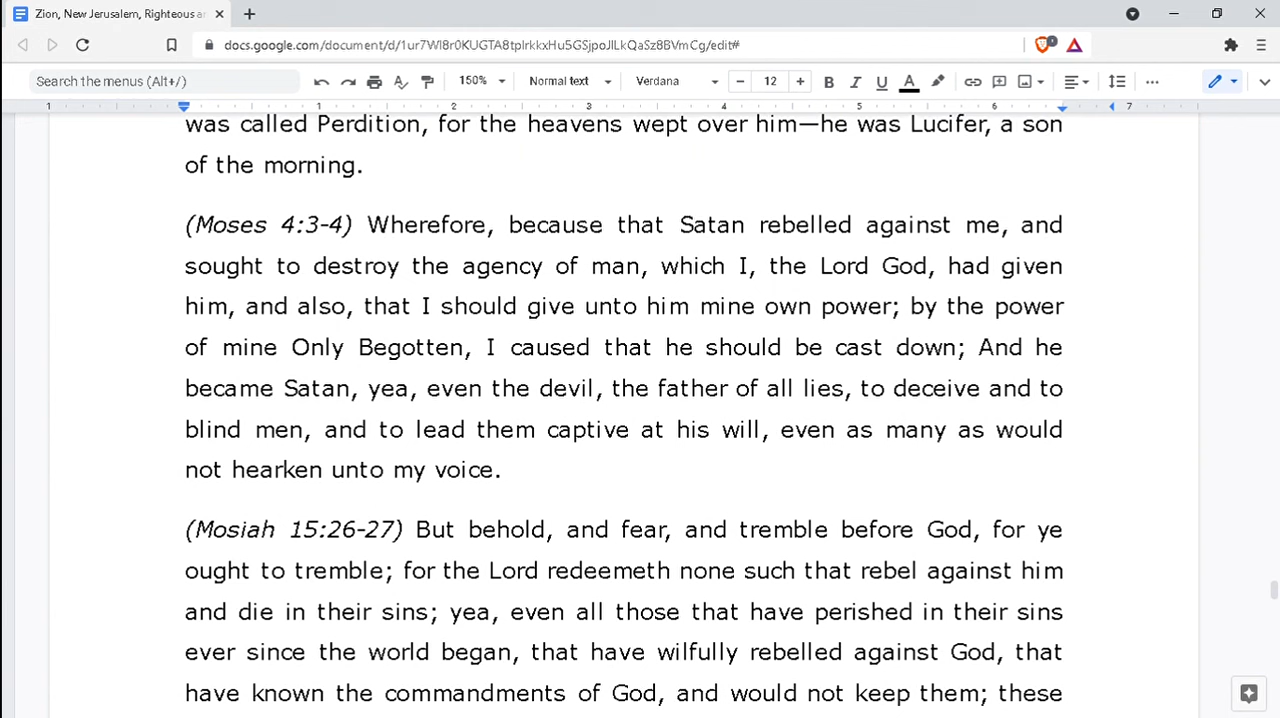 Zion, New Jerusalem, Righteous an
docs.google.com/document/d/1ur7Wl8r0KUGTA8tplrkkxHu5GSjpoJlLkQaSz8BVmCg/edit#
Search the menus (Alt+/)
150%
Normal text
Verdana
12
B I U A
1 1 2 3 4 5 6 7
was called Perdition, for the heavens wept over him—he was Lucifer, a son
of the morning.
(Moses 4:3-4) Wherefore, because that Satan rebelled against me, and
sought to destroy the agency of man, which I, the Lord God, had given
him, and also, that I should give unto him mine own power; by the power
of mine Only Begotten, I caused that he should be cast down; And he
became Satan, yea, even the devil, the father of all lies, to deceive and to
blind men, and to lead them captive at his will, even as many as would
not hearken unto my voice.
(Mosiah 15:26-27) But behold, and fear, and tremble before God, for ye
ought to tremble; for the Lord redeemeth none such that rebel against him
and die in their sins; yea, even all those that have perished in their sins
ever since the world began, that have wilfully rebelled against God, that
have known the commandments of God, and would not keep them; these